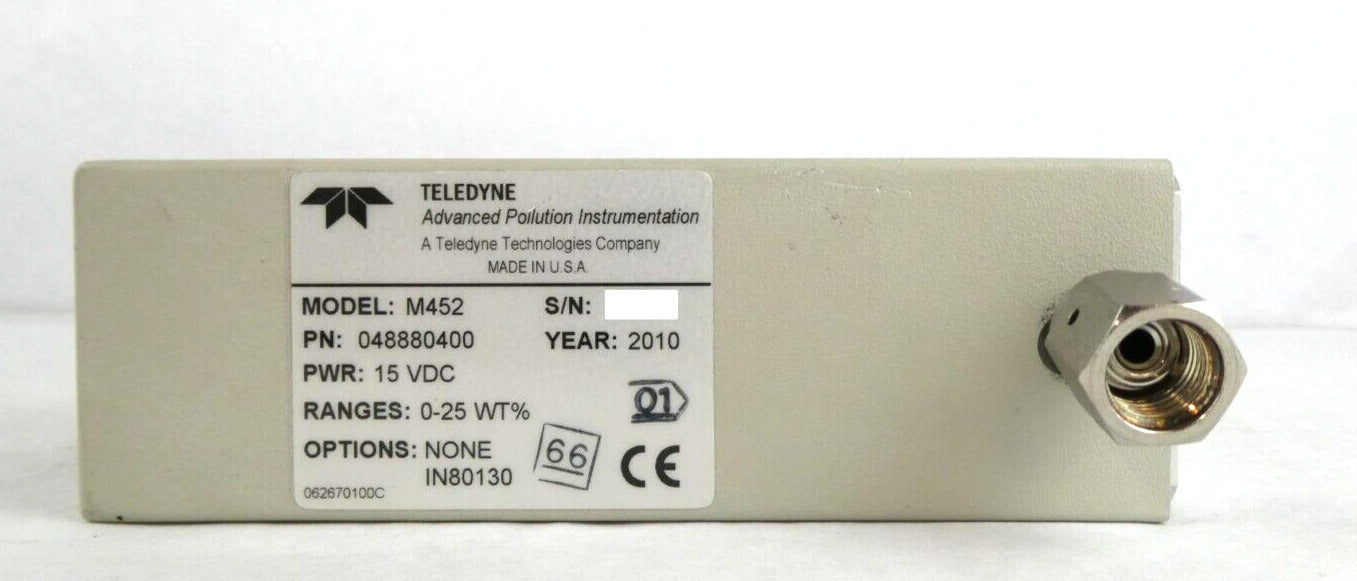 TELEDYNE
Advanced Pollution Instrumentation
A Teledyne Technologies Company
MADE IN U.S.A.
MODEL: M452 S/N:
PN: 048880400 YEAR: 2010
PWR: 15 VDC
RANGES: 0-25 WT% 01
OPTIONS: NONE 66 CE
IN80130
062670100C